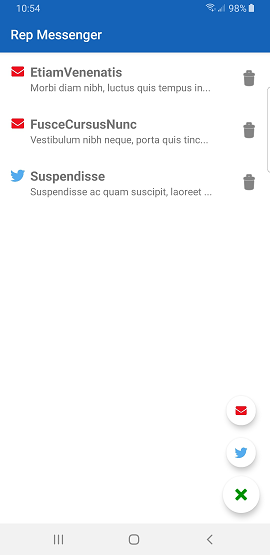 10:54
98%
Rep Messenger
EtiamVenenatis
Morbi diam nibh, luctus quis tempus in...
FusceCursusNunc
Vestibulum nibh neque, porta quis tinc...
Suspendisse
Suspendisse ac quam suscipit, laoreet ...